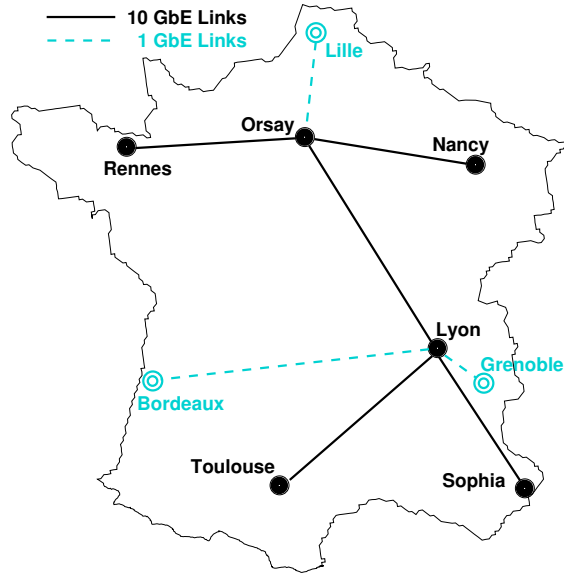 10 GbE Links
1 GbE Links
Lille
Orsay
Nancy
Rennes
Lyon
Grenoble
Bordeaux
Toulouse
Sophia